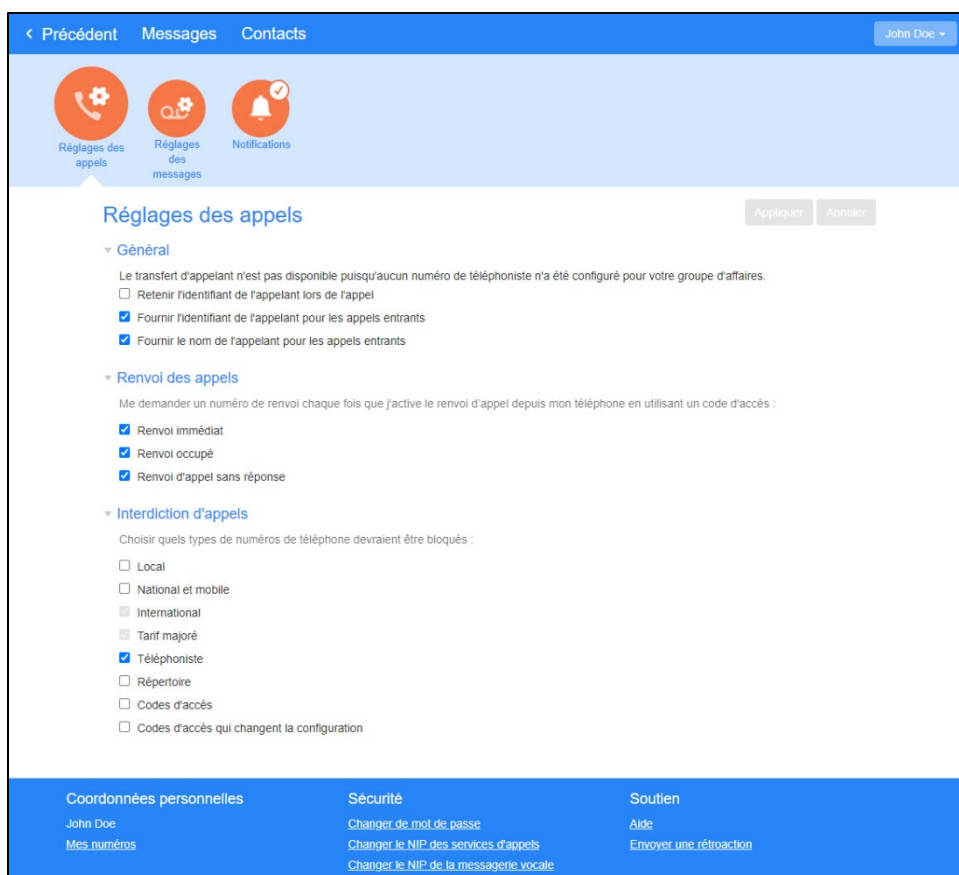 Précédent Messages Contacts John Doe
Réglages des
appels
Réglages
des
messages
Notifications
Réglages des appels
Appliquer Annuler
Général
Le transfert d'appelant n'est pas disponible puisqu'aucun numéro de téléphoniste n'a été configuré pour votre groupe d'affaires.
Retenir l'identifiant de l'appelant lors de l'appel
Fournir l'identifiant de l'appelant pour les appels entrants
Fournir le nom de l'appelant pour les appels entrants
Renvoi des appels
Me demander un numéro de renvoi chaque fois que j'active le renvoi d'appel depuis mon téléphone en utilisant un code d'accès :
Renvoi immédiat
Renvoi occupé
Renvoi d'appel sans réponse
Interdiction d'appels
Choisir quels types de numéros de téléphone devraient être bloqués :
Local
National et mobile
International
Tarif majoré
Téléphoniste
Répertoire
Codes d'accès
Codes d'accès qui changent la configuration
Coordonnées personnelles
John Doe
Mes numéros
Sécurité
Changer de mot de passe
Changer le NIP des services d'appels
Changer le NIP de la messagerie vocale
Soutien
Aide
Envoyer une rétroaction